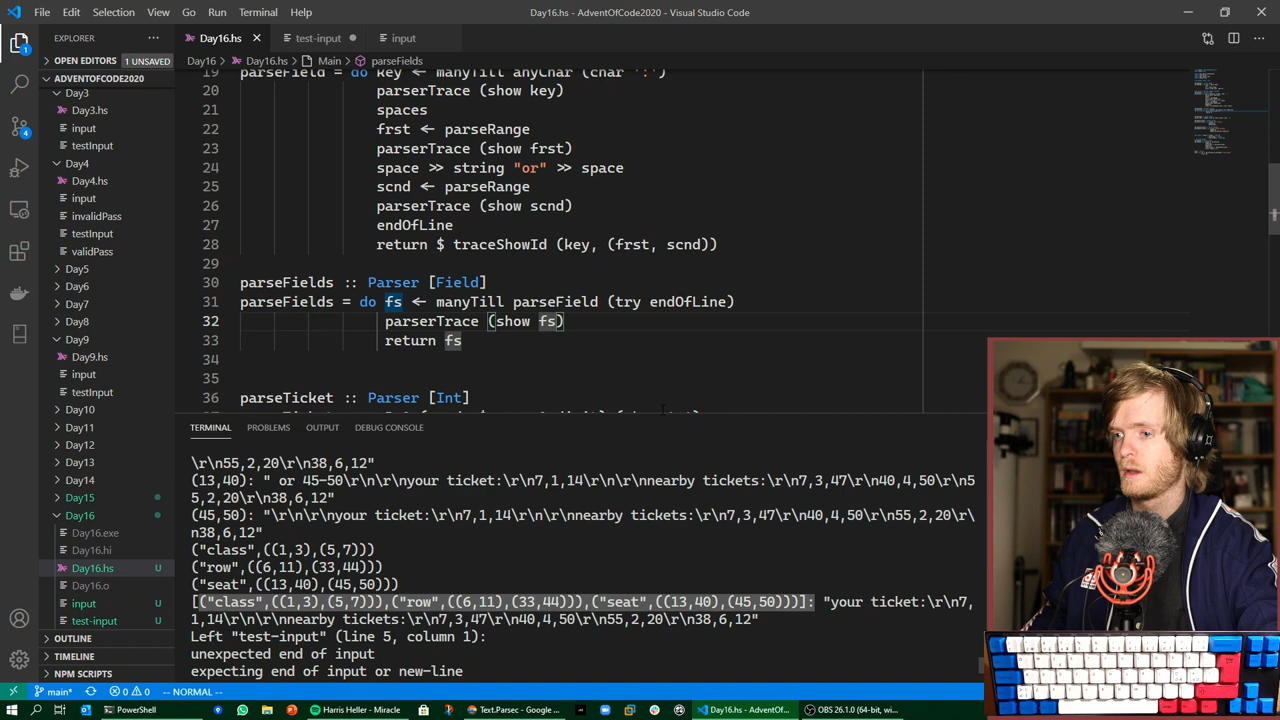 File Edit Selection View Go Run Terminal Help
Day16.hs - AdventOfCode2020 - Visual Studio Code
EXPLORER
Day16.hs
test-input
input
OPEN EDITORS 1 UNSAVED
ADVENTOFCODE2020
Day3
Day3.hs
input
testInput
Day4
Day4.hs
input
invalidPass
testInput
validPass
Day5
Day6
Day7
Day8
Day9
Day9.hs
input
testInput
Day10
Day11
Day12
Day13
Day14
Day15
Day16
Day16.exe
Day16.hi
Day16.hs U
Day16.o
input U
test-input U
OUTLINE
TIMELINE
NPM SCRIPTS
Day16 > Day16.hs > Main > parseFields
19 parseField = do key ← manyTill anyChar (char ':')
20 parserTrace (show key)
21 spaces
22 frst ← parseRange
23 parserTrace (show frst)
24 space >> string "or" >> space
25 scnd ← parseRange
26 parserTrace (show scnd)
27 endOfLine
28 return $ traceShowId (key, (frst, scnd))
29
30 parseFields :: Parser [Field]
31 parseFields = do fs ← manyTill parseField (try endOfLine)
32 parserTrace (show fs)
33 return fs
34
35
36 parseTicket :: Parser [Int]
TERMINAL PROBLEMS OUTPUT DEBUG CONSOLE
\r\n55,2,20\r\n38,6,12"
(13,40): " or 45-50\r\n\r\nyour ticket:\r\n7,1,14\r\n\r\nnearby tickets:\r\n7,3,47\r\n40,4,50\r\n5
5,2,20\r\n38,6,12"
(45,50): "\r\n\r\nyour ticket:\r\n7,1,14\r\n\r\nnearby tickets:\r\n7,3,47\r\n40,4,50\r\n55,2,20\r\
n38,6,12"
("class",((1,3),(5,7)))
("row",((6,11),(33,44)))
("seat",((13,40),(45,50)))
[("class",((1,3),(5,7))),("row",((6,11),(33,44))),("seat",((13,40),(45,50)))]: "your ticket:\r\n7,
1,14\r\n\r\nnearby tickets:\r\n7,3,47\r\n40,4,50\r\n55,2,20\r\n38,6,12"
Left "test-input" (line 5, column 1):
unexpected end of input
expecting end of input or new-line
main* 0 0 -- NORMAL --
PowerShell
Harris Heller - Miracle
Text.Parsec - Google ...
Day16.hs - AdventOf...
OBS 26.1.0 (64-bit, w...